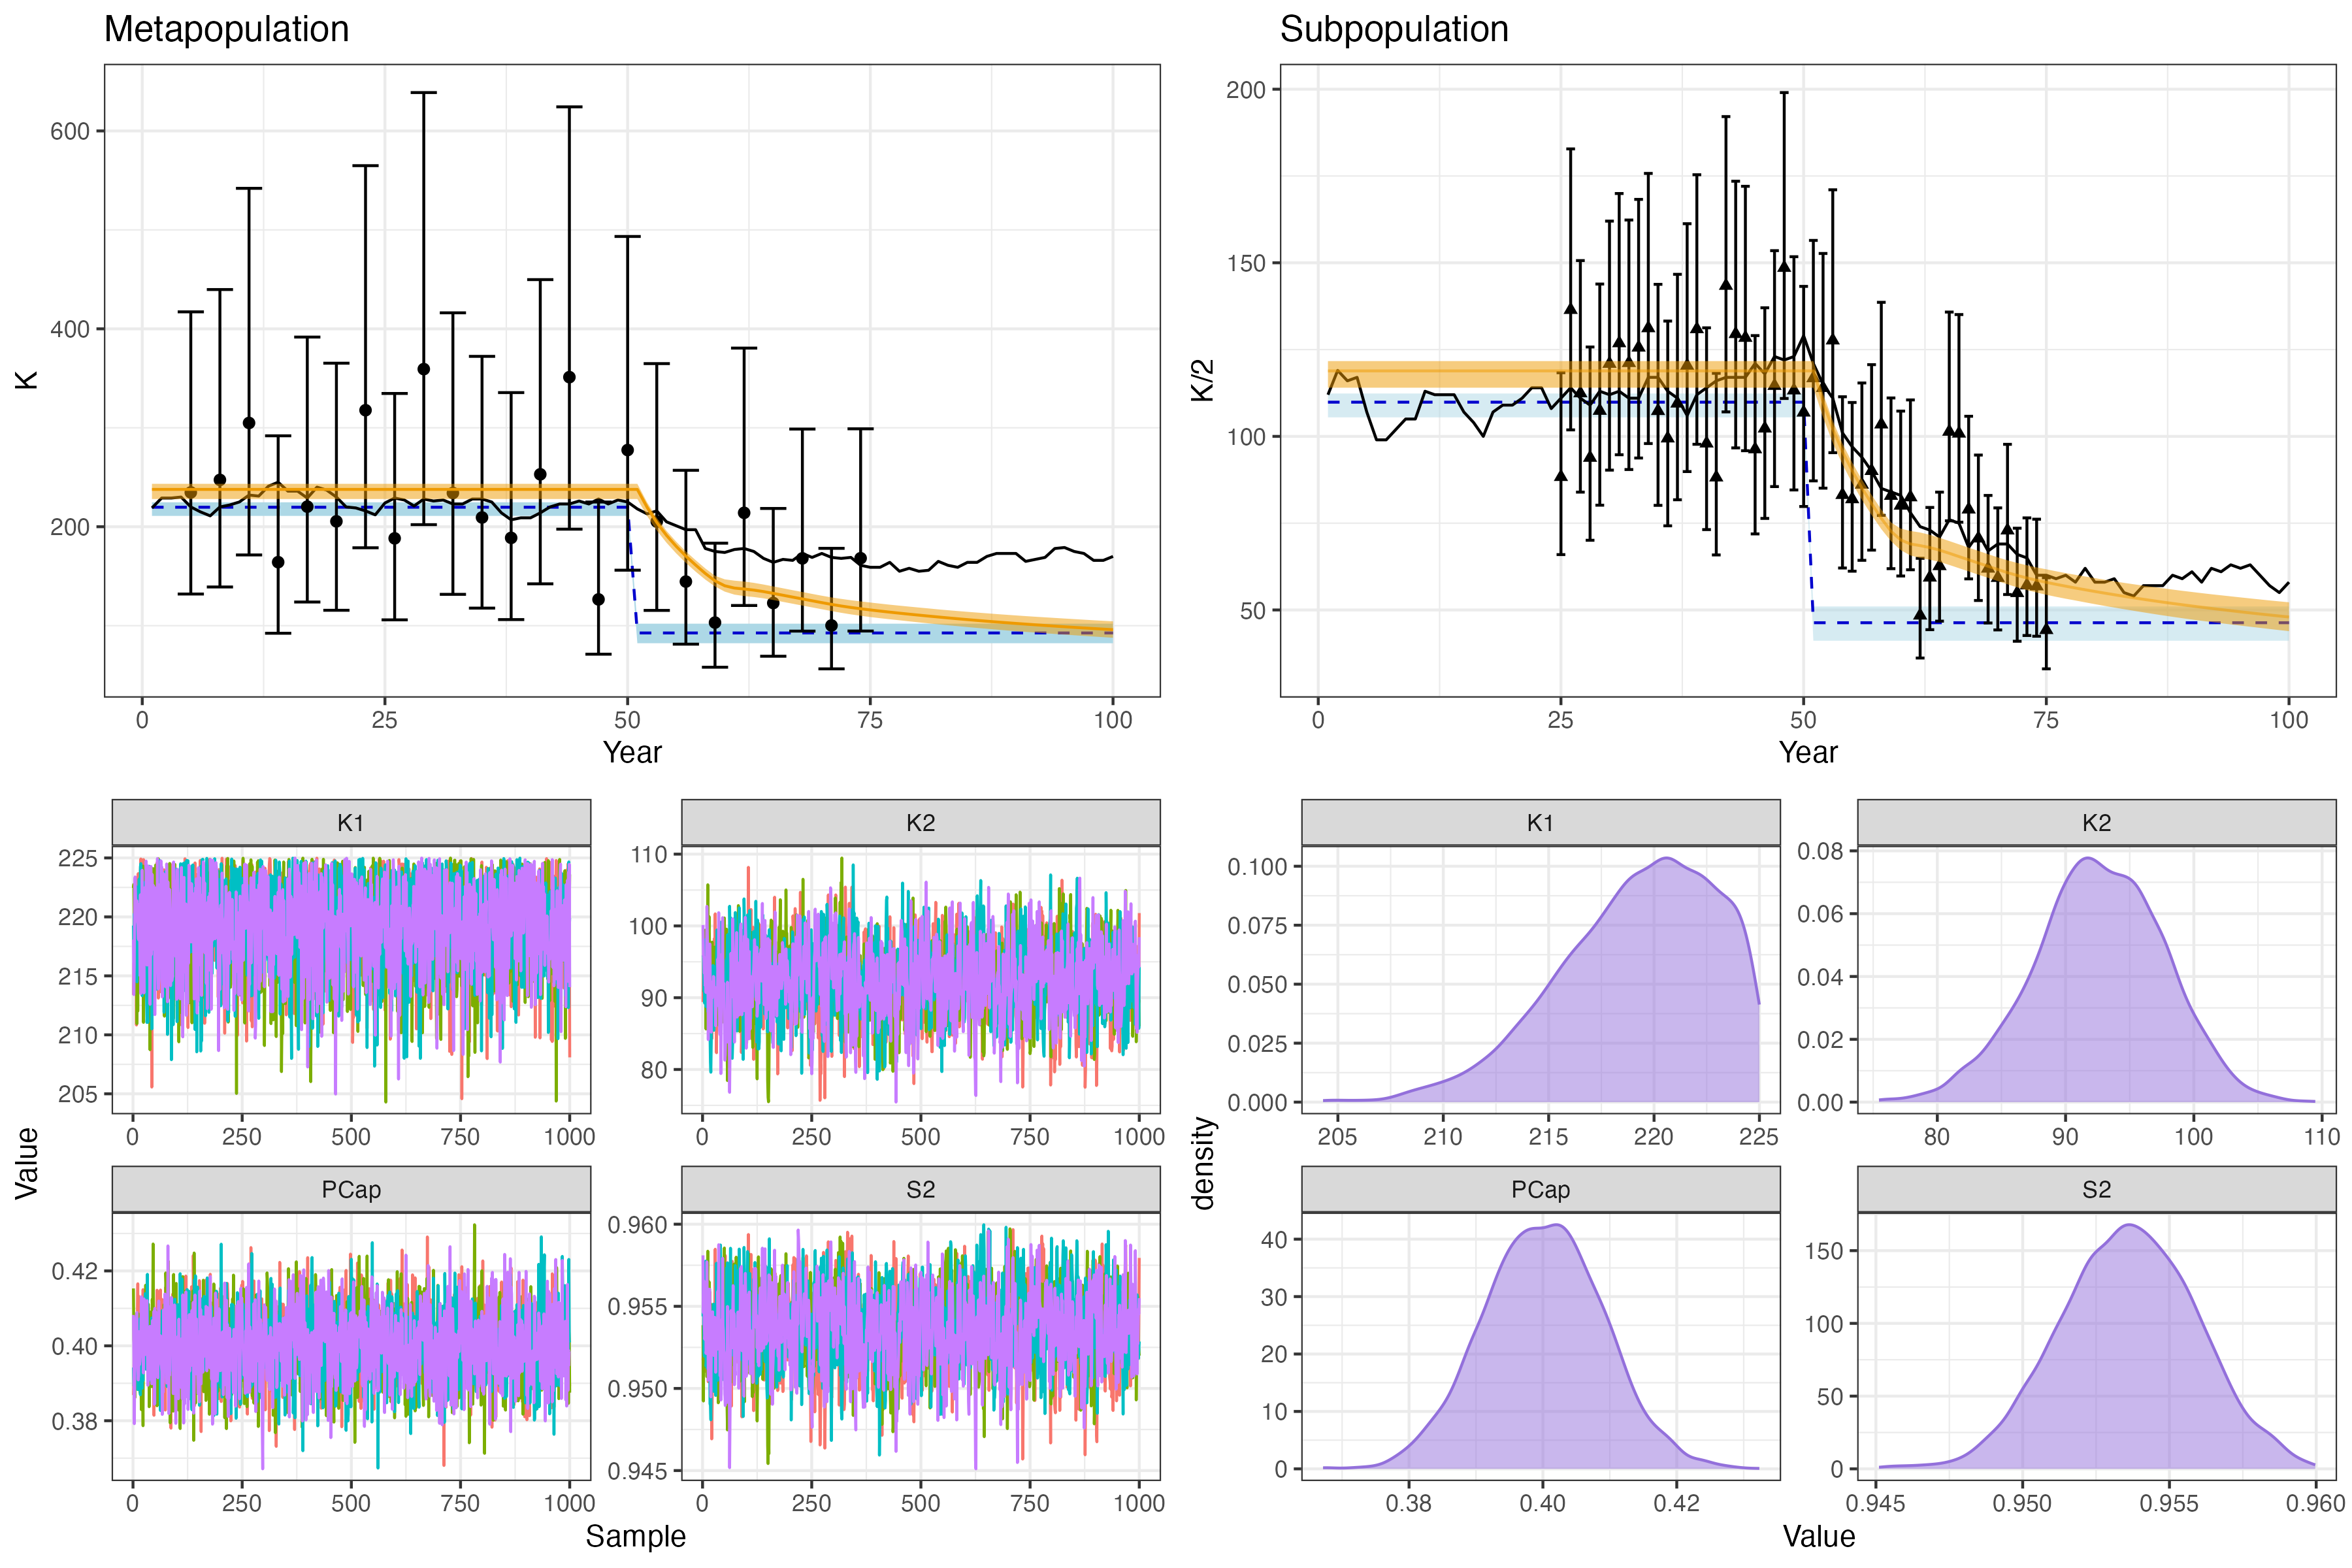 Metapopulation
K
600
400
200
0 25 50 75 100
Year
Subpopulation
K/2
200
150
100
50
0 25 50 75 100
Year
Value
K1
225
220
215
210
205
0 250 500 750 1000
K2
110
100
90
80
0 250 500 750 1000
PCap
0.42
0.40
0.38
0 250 500 750 1000
S2
0.960
0.955
0.950
0.945
0 250 500 750 1000
Sample
density
K1
0.100
0.075
0.050
0.025
0.000
205 210 215 220 225
K2
0.08
0.06
0.04
0.02
0.00
80 90 100 110
PCap
40
30
20
10
0
0.38 0.40 0.42
S2
150
100
50
0
0.945 0.950 0.955 0.960
Value